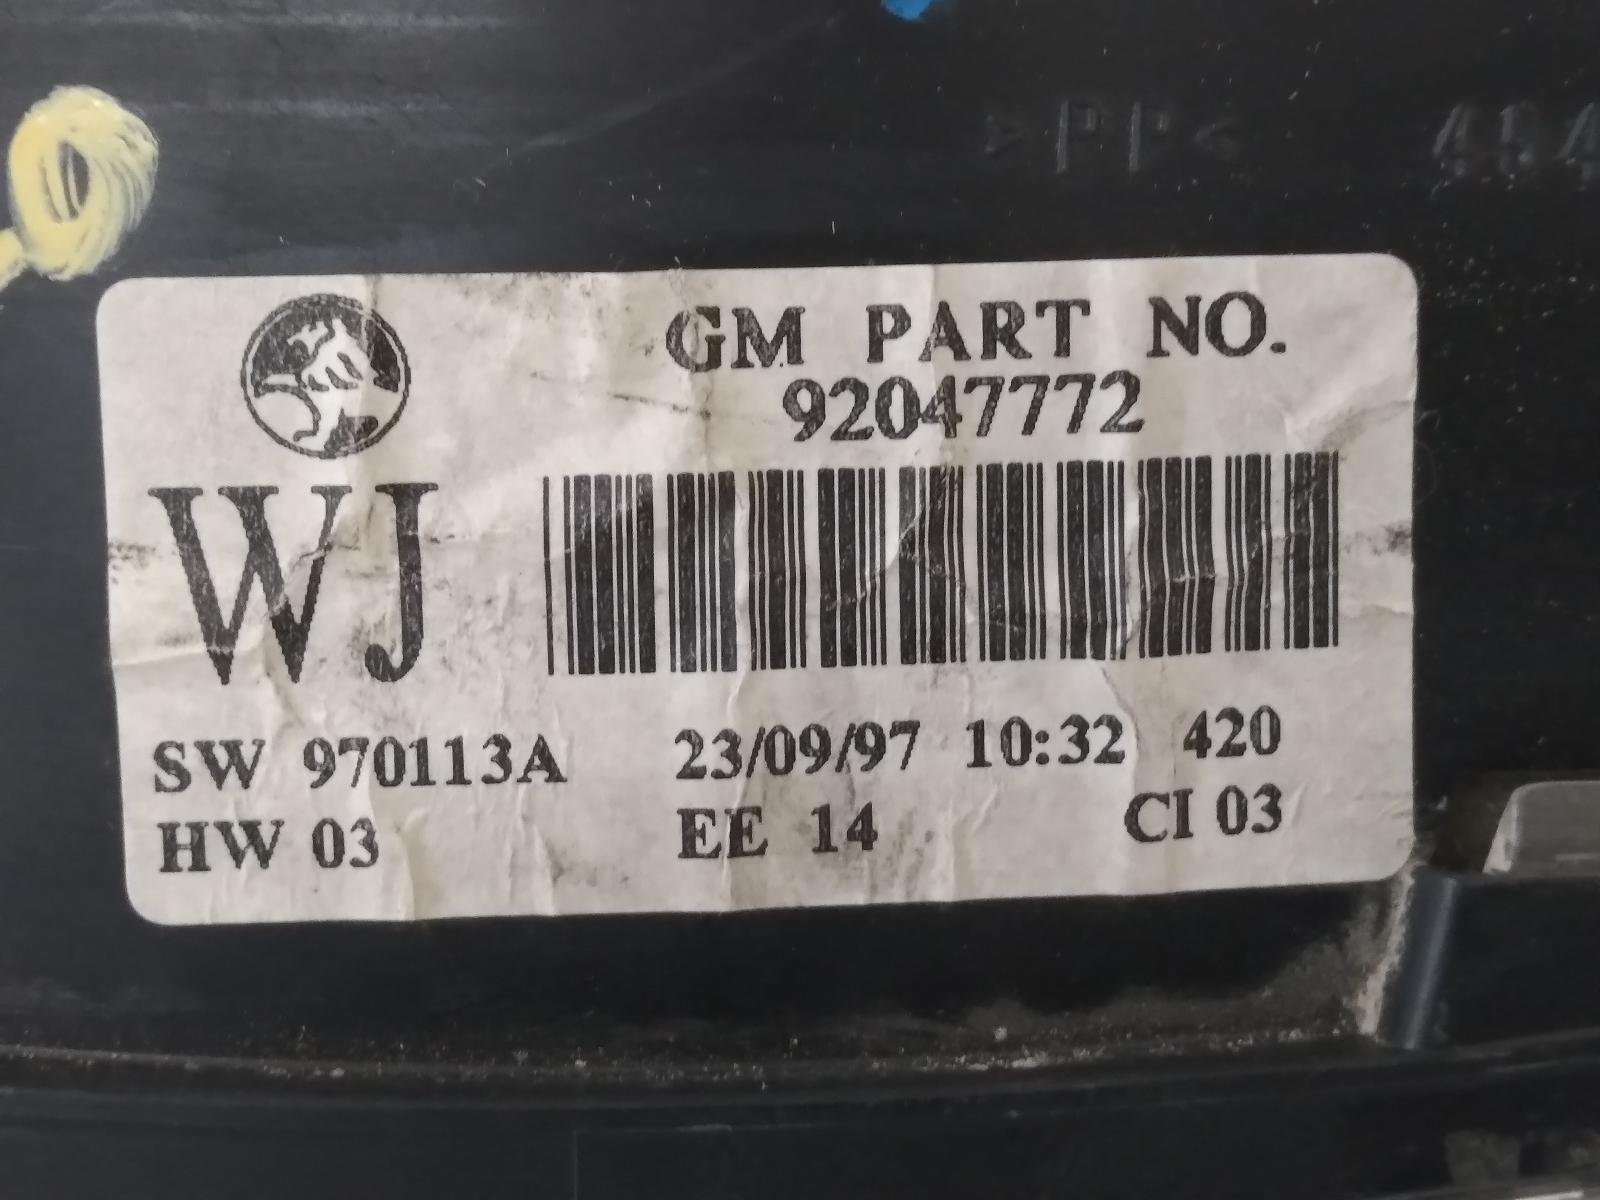 >PP<
GM PART NO.
92047772
WJ
SW 970113A 23/09/97 10:32 420
HW 03 EE 14 CI 03